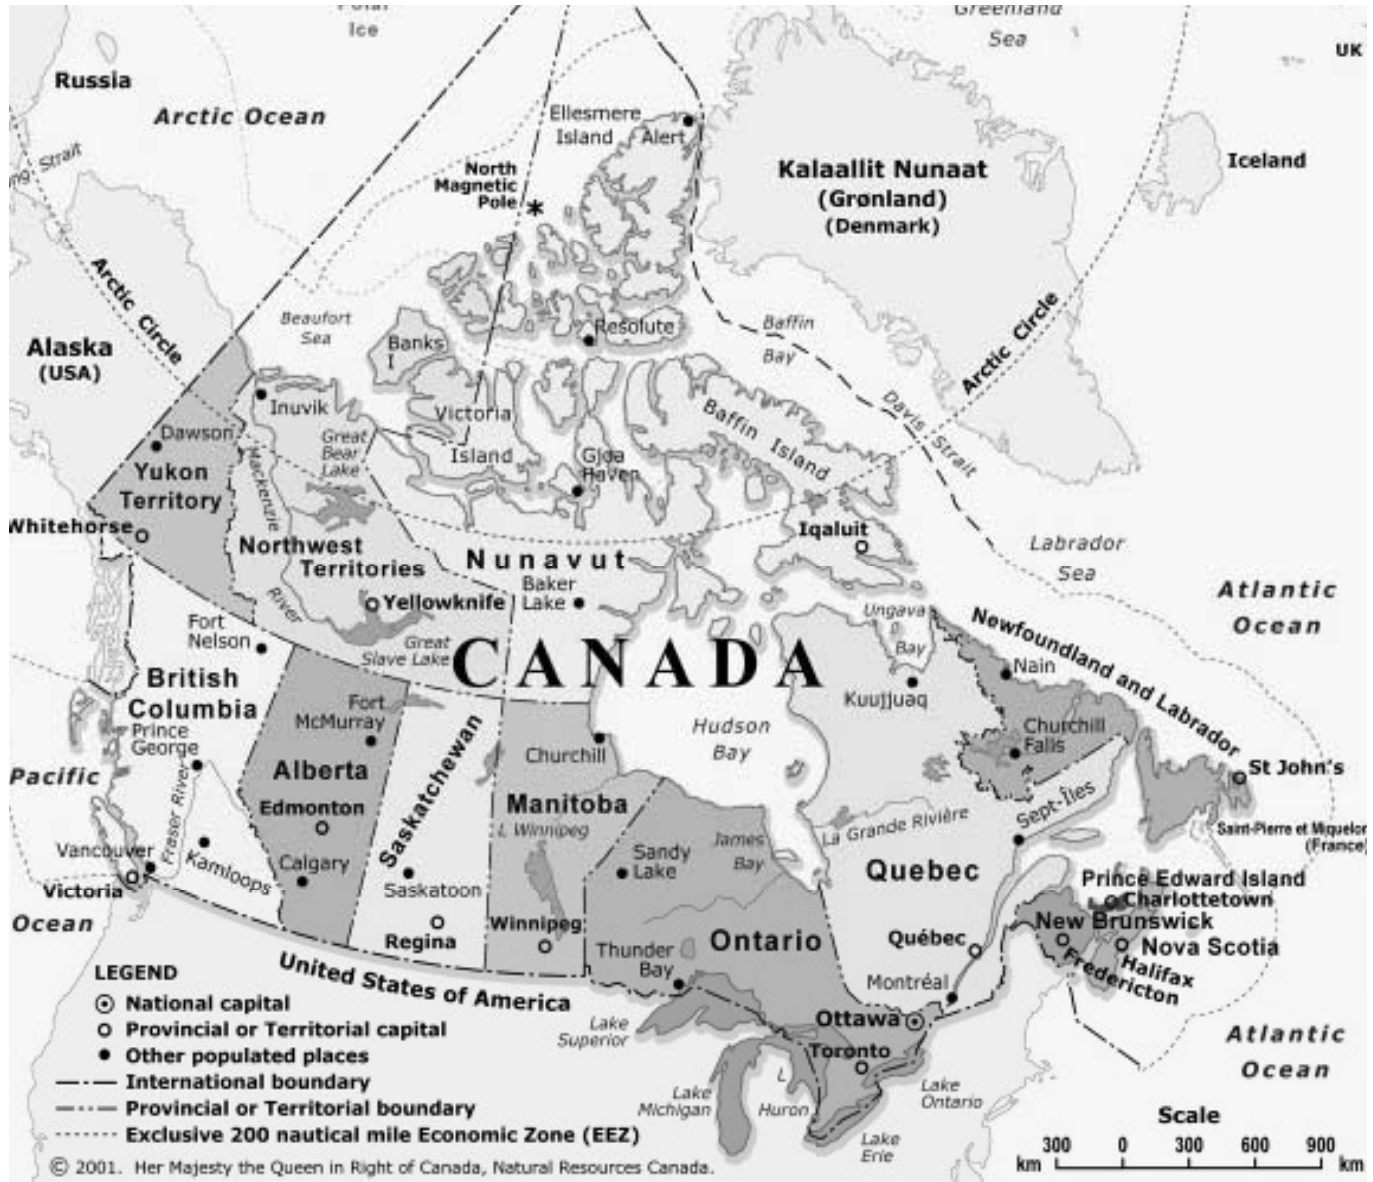 Polar
Ice
Greenland
Sea
UK
Russia
Arctic Ocean
Ellesmere
Island
Alert
North
Magnetic
Pole
Kalaallit Nunaat
(Grønland)
(Denmark)
Iceland
Strait
Arctic Circle
Beaufort
Sea
Banks
I
Resolute
Baffin
Bay
Arctic Circle
Alaska
(USA)
Inuvik
Victoria
Island
Baffin Island
Davis Strait
Dawson
Great
Bear
Lake
Gjoa
Haven
Yukon
Territory
Mackenzie
River
Whitehorse
Iqaluit
Northwest
Territories
Nunavut
Labrador
Sea
Baker
Lake
Yellowknife
Atlantic
Ocean
Fort
Nelson
Great
Slave Lake
CANADA
Ungava
Bay
Newfoundland and Labrador
Nain
British
Columbia
Fort
McMurray
Kuujjuaq
Prince
George
Hudson
Bay
Churchill
Churchill
Falls
Pacific
Ocean
Alberta
Saskatchewan
St John's
Edmonton
Manitoba
L Winnipeg
Fraser River
James
Bay
La Grande Rivière
Sept-Îles
Saint-Pierre et Miquelon
(France)
Vancouver
Kamloops
Calgary
Sandy
Lake
Quebec
Victoria
Saskatoon
Prince Edward Island
Charlottetown
Winnipeg
Regina
Ontario
Québec
New Brunswick
Nova Scotia
Halifax
Fredericton
Thunder
Bay
Montréal
United States of America
Lake
Superior
Ottawa
Toronto
Atlantic
Ocean
Lake
Michigan
L
Huron
Lake
Ontario
Lake
Erie
LEGEND
National capital
Provincial or Territorial capital
Other populated places
International boundary
Provincial or Territorial boundary
Exclusive 200 nautical mile Economic Zone (EEZ)
Scale
300 0 300 600 900
km km
© 2001. Her Majesty the Queen in Right of Canada, Natural Resources Canada.